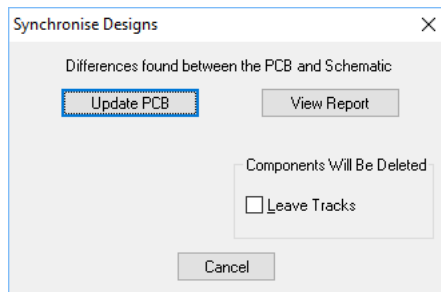 Synchronise Designs
Differences found between the PCB and Schematic
Update PCB
View Report
Components Will Be Deleted
Leave Tracks
Cancel